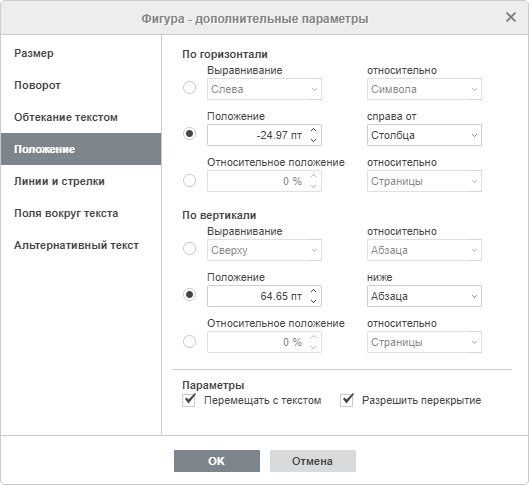 Фигура - дополнительные параметры
Размер
Поворот
Обтекание текстом
Положение
Линии и стрелки
Поля вокруг текста
Альтернативный текст
По горизонтали
Выравнивание относительно
Слева Символа
Положение справа от
-24.97 пт Столбца
Относительное положение относительно
0 % Страницы
По вертикали
Выравнивание относительно
Сверху Абзаца
Положение ниже
64.65 пт Абзаца
Относительное положение относительно
0 % Страницы
Параметры
Перемещать с текстом Разрешить перекрытие
OK Отмена